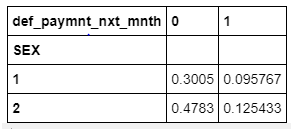 def_paymnt_nxt_mnth 0 1
SEX
1 0.3005 0.095767
2 0.4783 0.125433